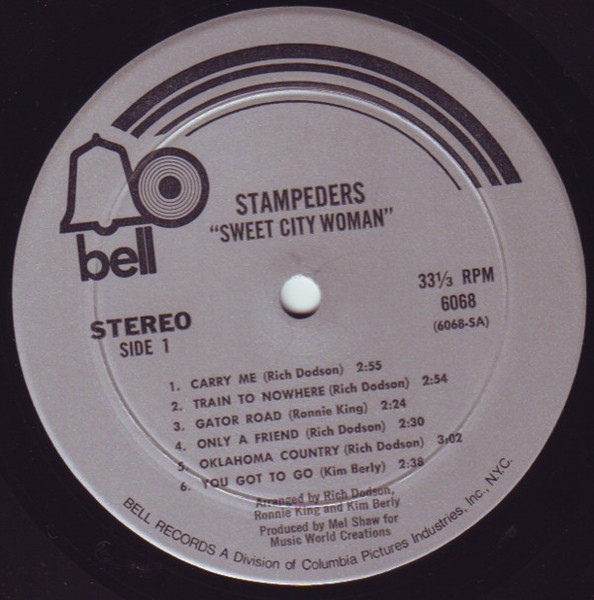 bell
STAMPEDERS
"SWEET CITY WOMAN"
33⅓ RPM
6068
(6068-SA)
STEREO
SIDE 1
1. CARRY ME (Rich Dodson) 2:55
2. TRAIN TO NOWHERE (Rich Dodson) 2:54
3. GATOR ROAD (Ronnie King) 2:24
4. ONLY A FRIEND (Rich Dodson) 2:30
5. OKLAHOMA COUNTRY (Rich Dodson) 3:02
6. YOU GOT TO GO (Kim Berly) 2:38
Arranged by Rich Dodson,
Ronnie King and Kim Berly
Produced by Mel Shaw for
Music World Creations
BELL RECORDS A Division of Columbia Pictures Industries, Inc., N.Y.C.